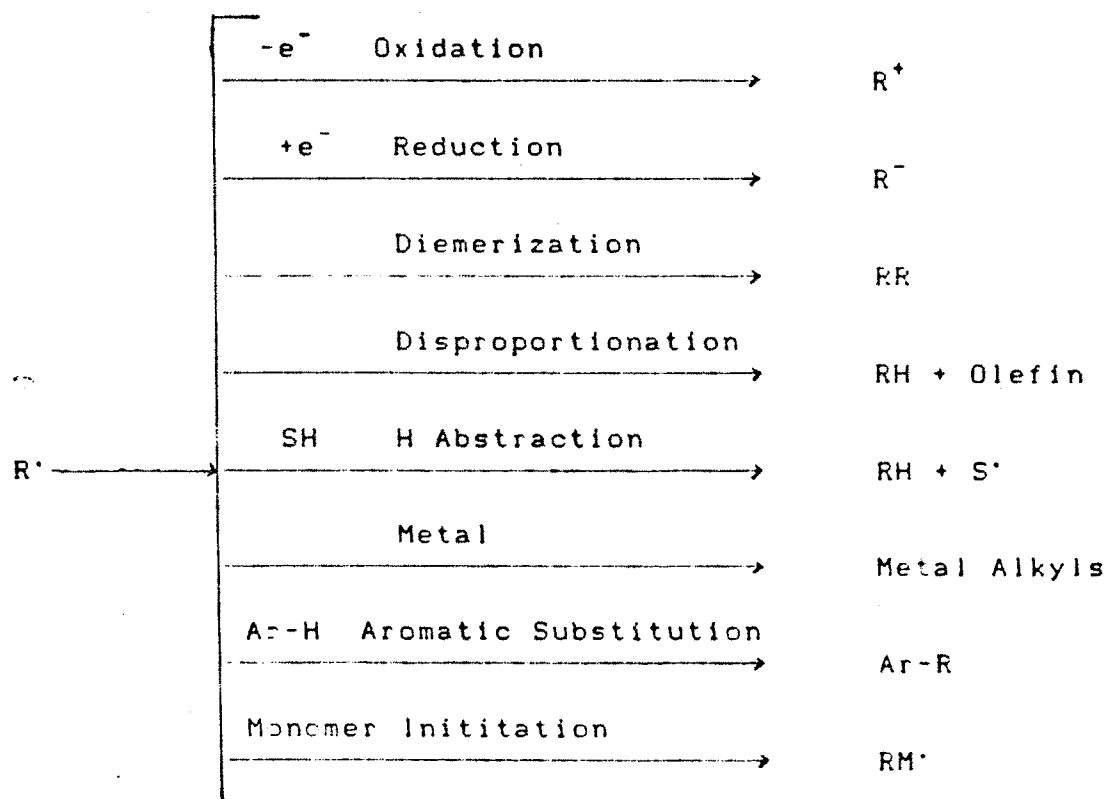 -e⁻ Oxidation
R⁺
+e⁻ Reduction
R⁻
Diemerization
RR
Disproportionation
RH + Olefin
SH H Abstraction
R· RH + S·
Metal
Metal Alkyls
Ar-H Aromatic Substitution
Ar-R
Monomer Inititation
RM·